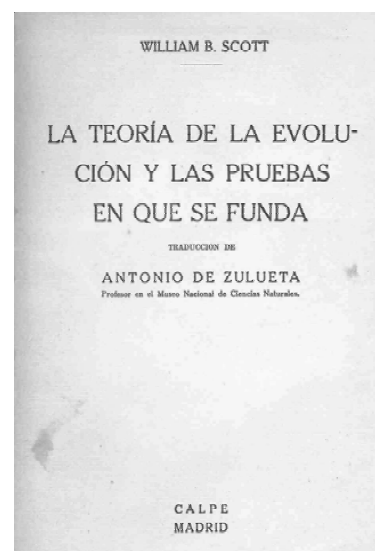 WILLIAM B. SCOTT
LA TEORÍA DE LA EVOLU-
CIÓN Y LAS PRUEBAS
EN QUE SE FUNDA
TRADUCCION DE
ANTONIO DE ZULUETA
Profesor en el Museo Nacional de Ciencias Naturales.
CALPE
MADRID